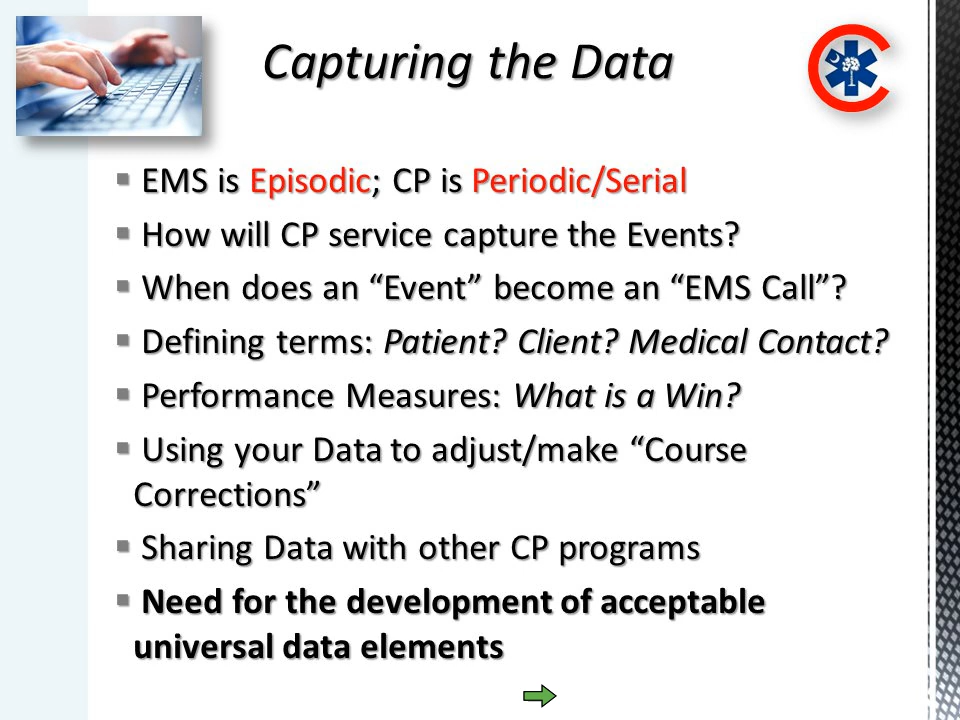 Capturing the Data
▪ EMS is Episodic; CP is Periodic/Serial
▪ How will CP service capture the Events?
▪ When does an “Event” become an “EMS Call”?
▪ Defining terms: Patient? Client? Medical Contact?
▪ Performance Measures: What is a Win?
▪ Using your Data to adjust/make “Course
Corrections”
▪ Sharing Data with other CP programs
▪ Need for the development of acceptable
universal data elements